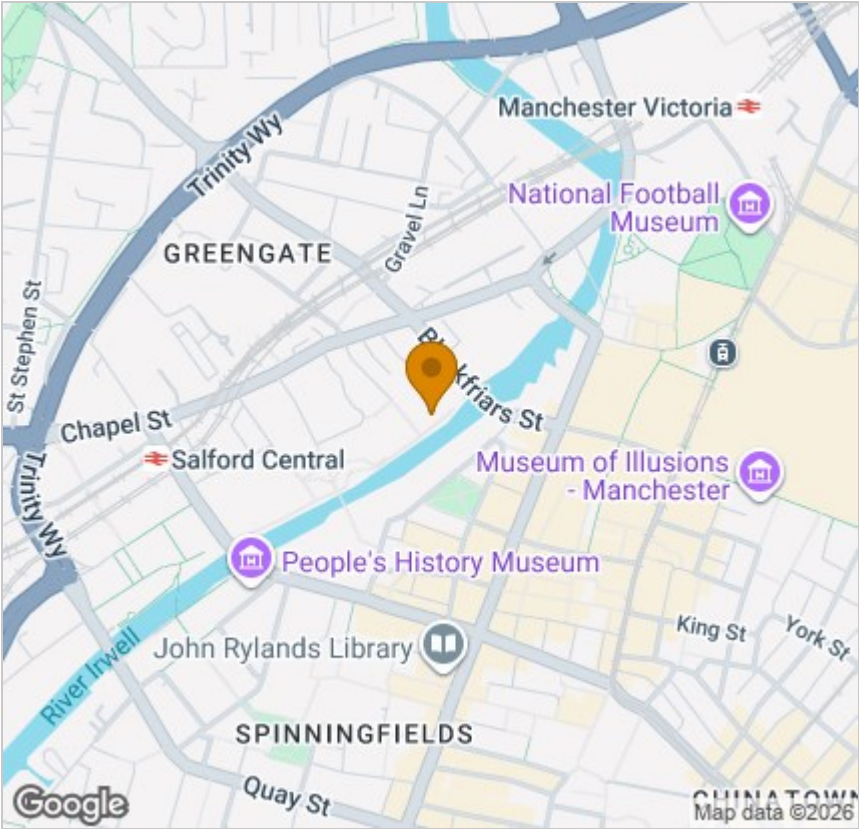 Manchester Victoria
Trinity Wy
National Football
Museum
Gravel Ln
GREENGATE
St Stephen St
Blackfriars St
Chapel St
Salford Central
Trinity Wy
Museum of Illusions
- Manchester
People's History Museum
King St
York St
John Rylands Library
River Irwell
SPINNINGFIELDS
Quay St
CHINATOWN
Google
Map data ©2026